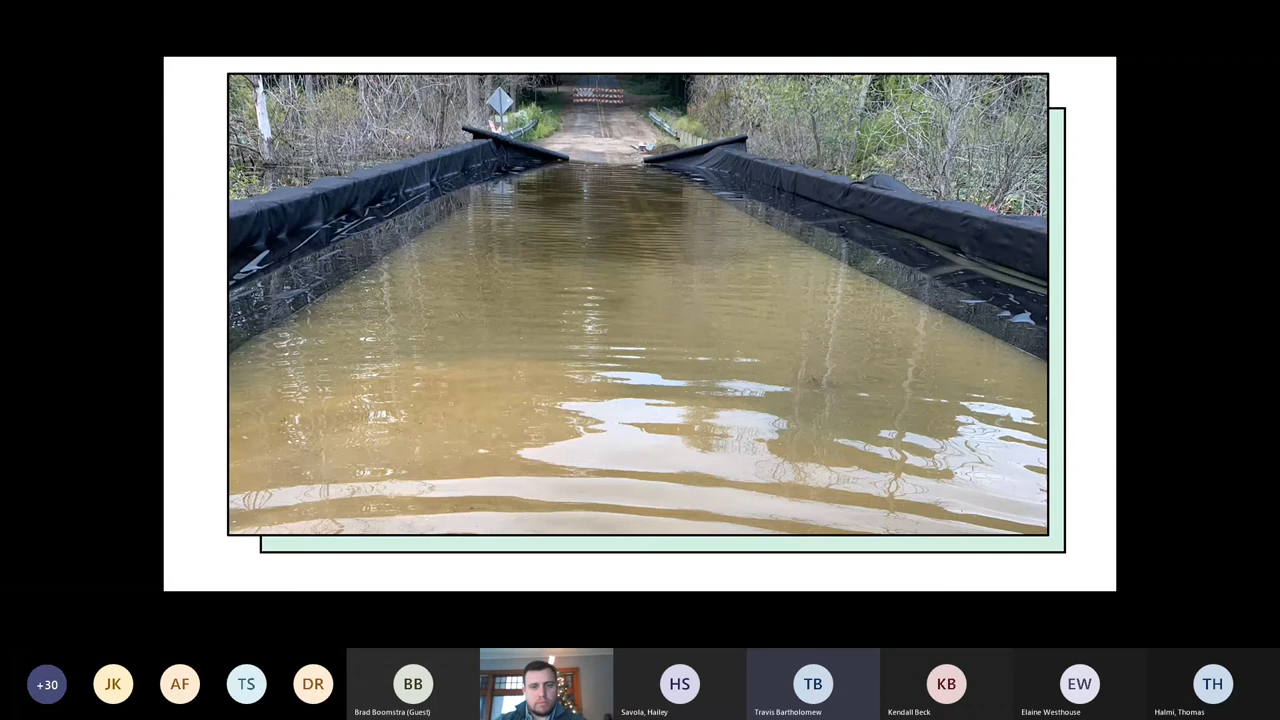 +30
JK
AF
TS
DR
BB
HS
TB
KB
EW
TH
Brad Boomstra (Guest)
Savola, Hailey
Travis Bartholomew
Kendall Beck
Elaine Westhouse
Halmi, Thomas